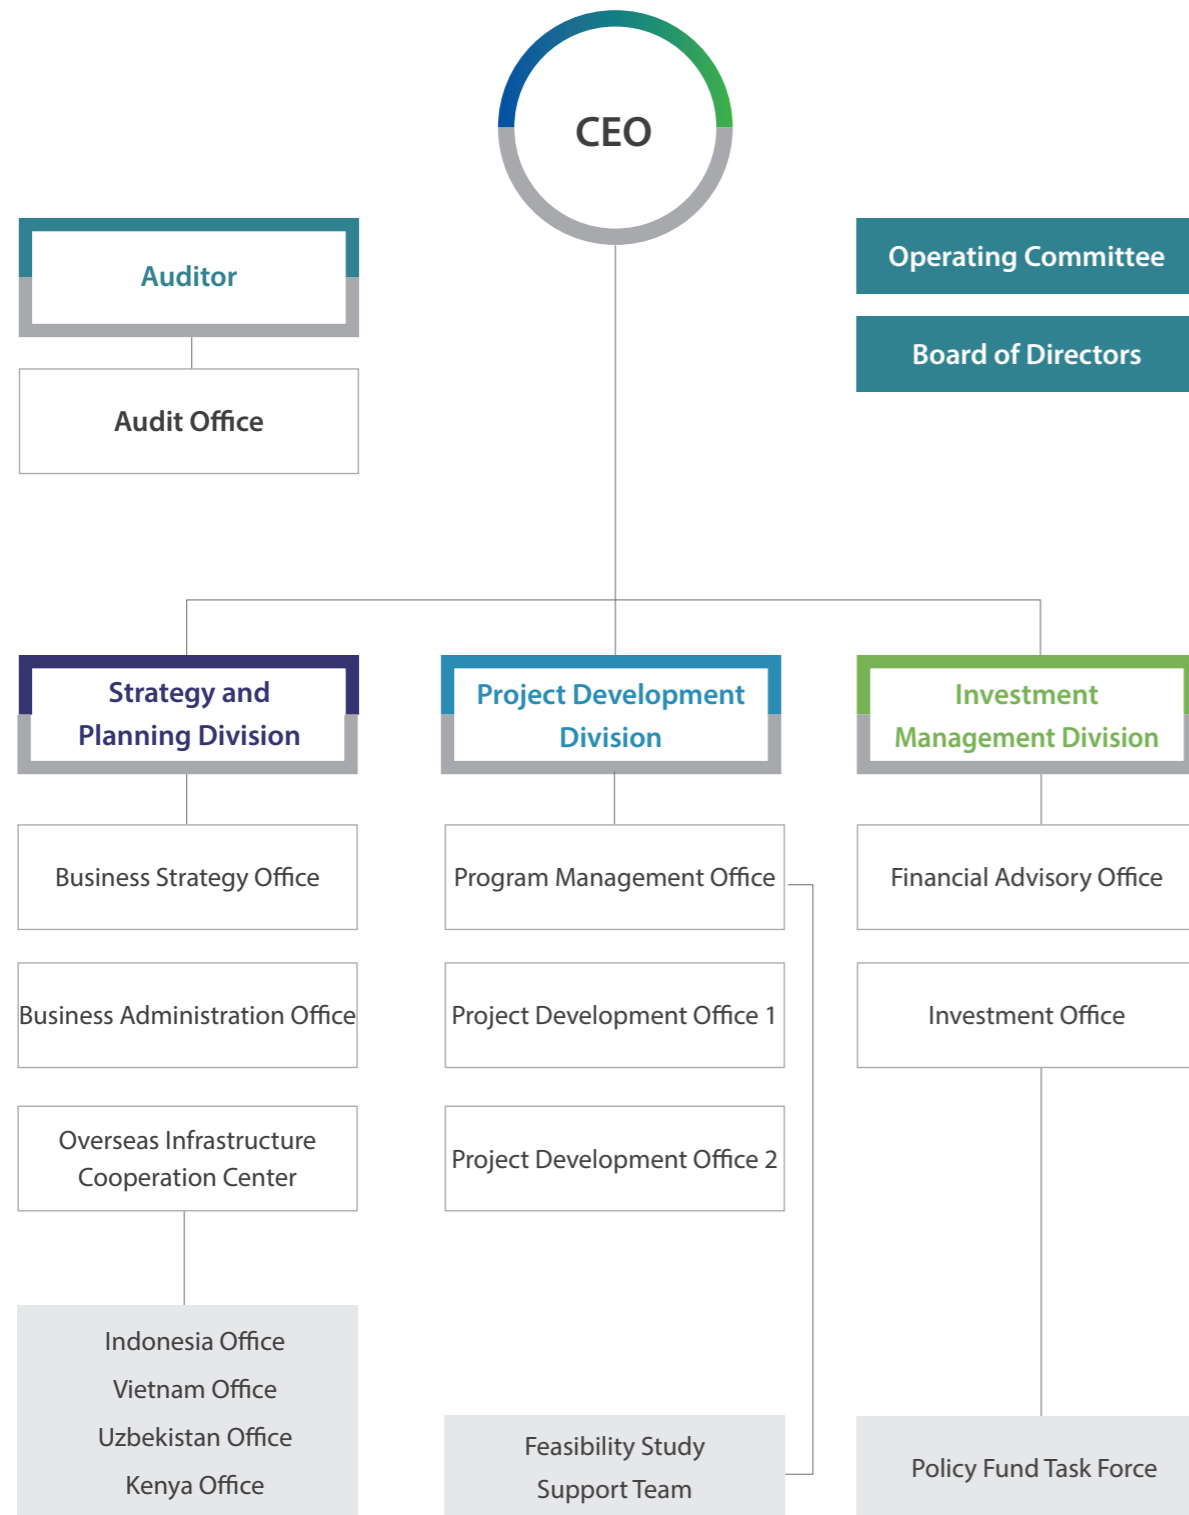 CEO
Auditor
Audit Office
Operating Committee
Board of Directors
Strategy and
Planning Division
Business Strategy Office
Business Administration Office
Overseas Infrastructure
Cooperation Center
Indonesia Office
Vietnam Office
Uzbekistan Office
Kenya Office
Project Development
Division
Program Management Office
Project Development Office 1
Project Development Office 2
Feasibility Study
Support Team
Investment
Management Division
Financial Advisory Office
Investment Office
Policy Fund Task Force